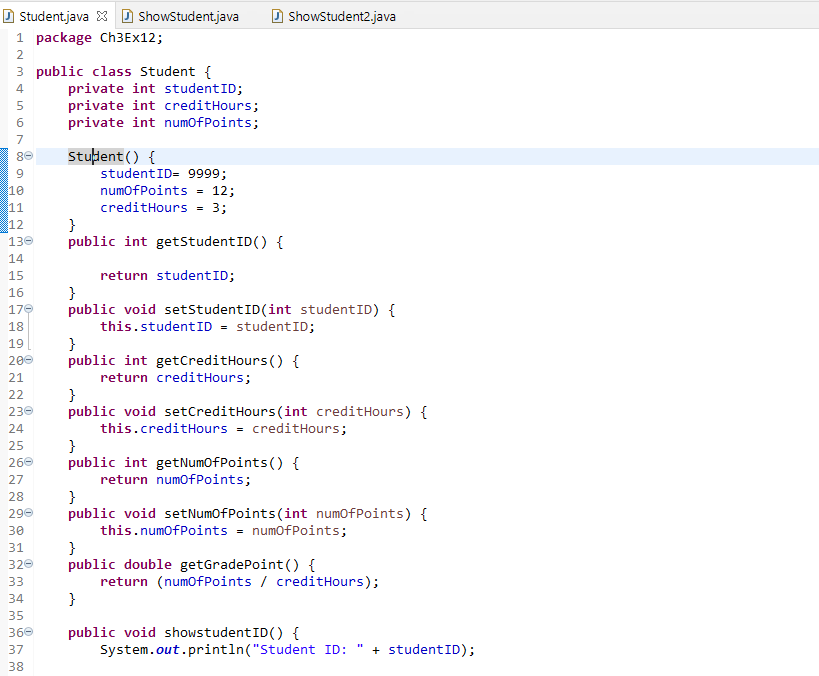 Student.java ShowStudent.java ShowStudent2.java
1 package Ch3Ex12;
2
3 public class Student {
4     private int studentID;
5     private int creditHours;
6     private int numOfPoints;
7
8     Student() {
9         studentID= 9999;
10         numOfPoints = 12;
11         creditHours = 3;
12     }
13     public int getStudentID() {
14
15         return studentID;
16     }
17     public void setStudentID(int studentID) {
18         this.studentID = studentID;
19     }
20     public int getCreditHours() {
21         return creditHours;
22     }
23     public void setCreditHours(int creditHours) {
24         this.creditHours = creditHours;
25     }
26     public int getNumOfPoints() {
27         return numOfPoints;
28     }
29     public void setNumOfPoints(int numOfPoints) {
30         this.numOfPoints = numOfPoints;
31     }
32     public double getGradePoint() {
33         return (numOfPoints / creditHours);
34     }
35
36     public void showstudentID() {
37         System.out.println("Student ID: " + studentID);
38